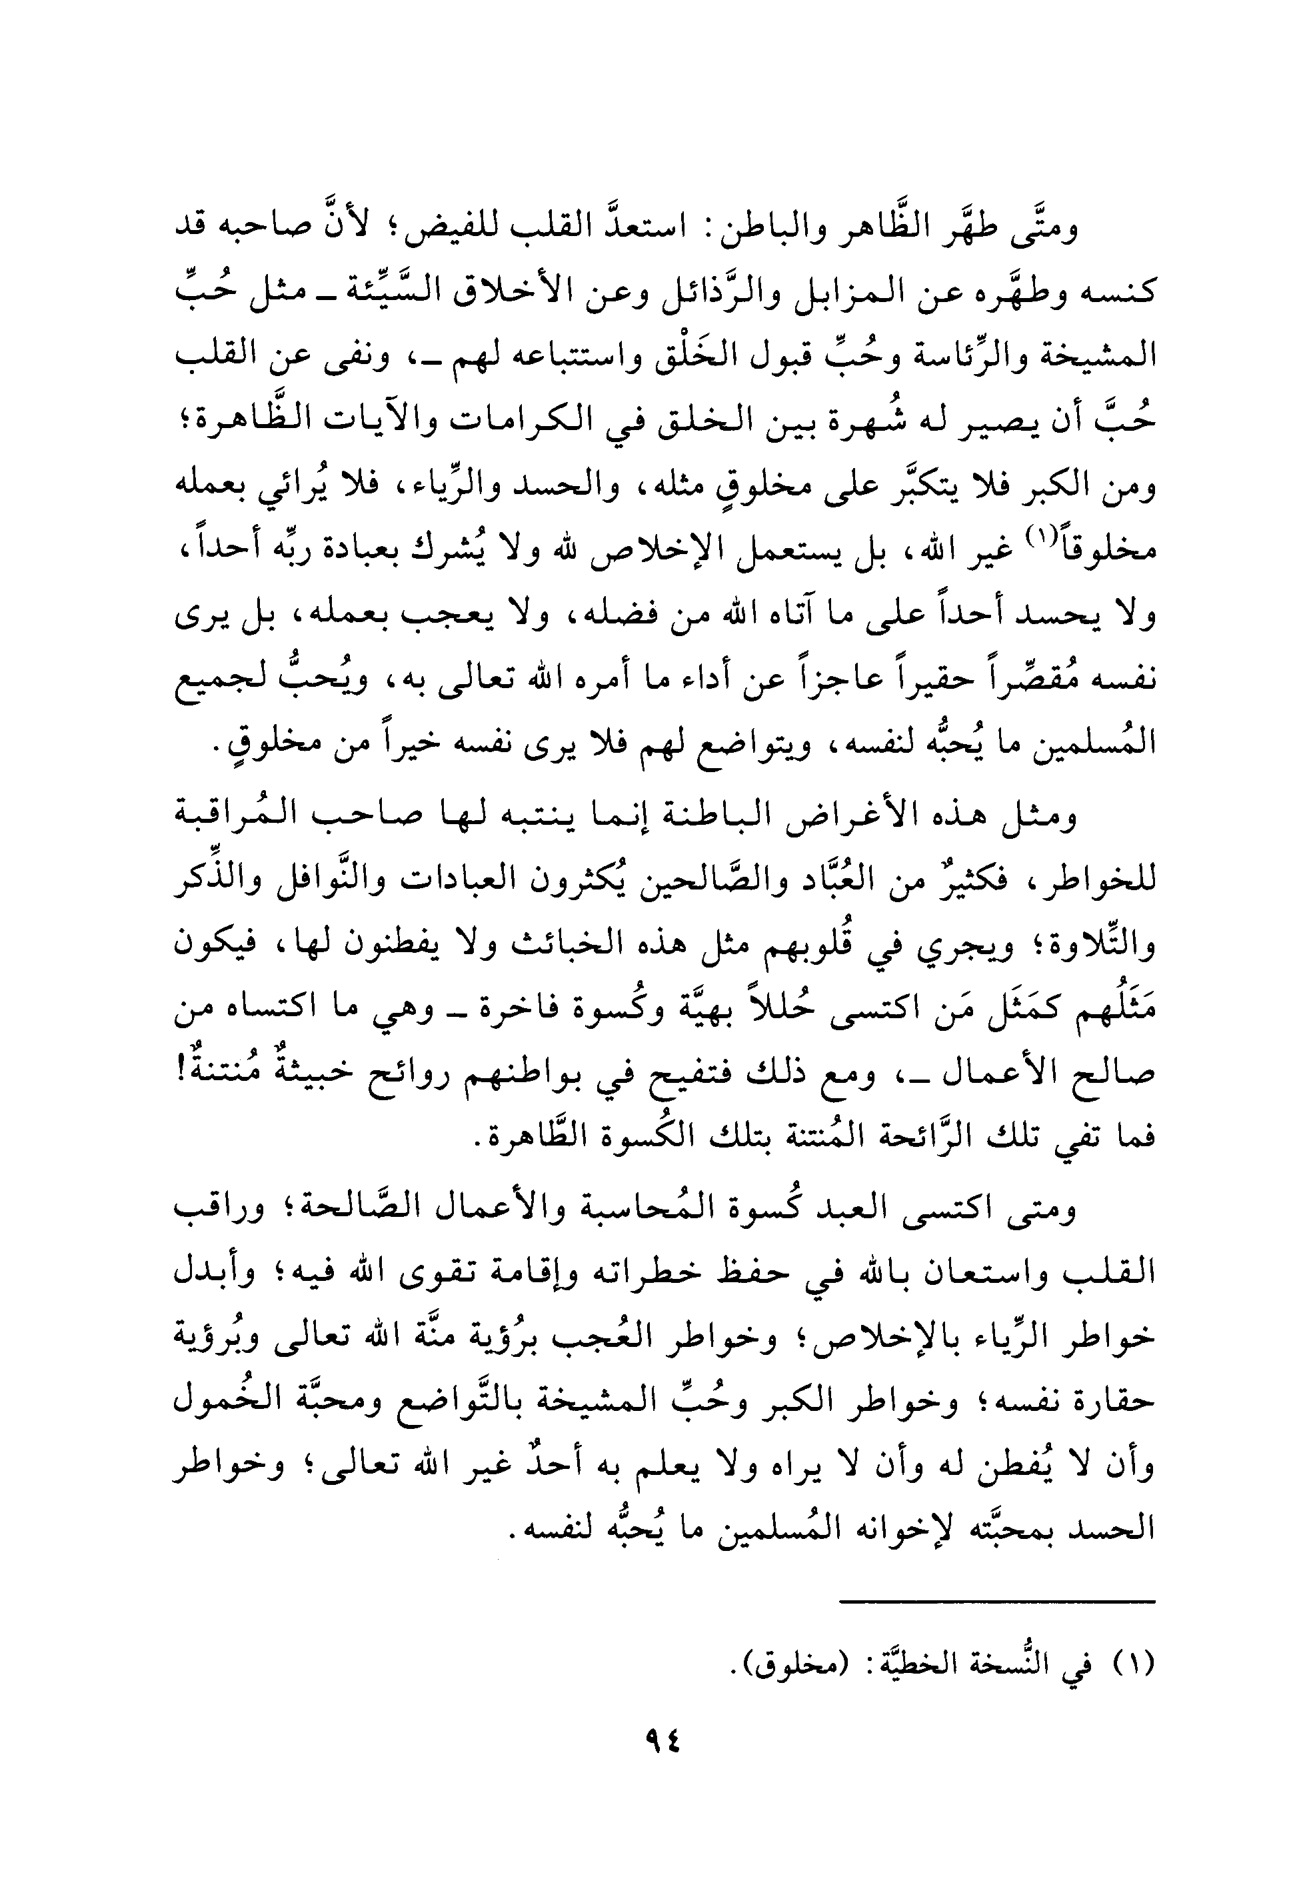 ومتَّى طهَّر الظَّاهر والباطن: استعدَّ القلب للفيض؛ لأنَّ صاحبه قد
كنسه وطهَّره عن المزابل والرَّذائل وعن الأخلاق السَّيِّئة ـ مثل حُبِّ
المشيخة والرِّئاسة وحُبِّ قبول الخَلْق واستتباعه لهم ـ، ونفى عن القلب
حُبَّ أن يصير له شُهرة بين الخلق في الكرامات والآيات الظَّاهرة؛
ومن الكبر فلا يتكبَّر على مخلوقٍ مثله، والحسد والرِّياء، فلا يُرائي بعمله
مخلوقاً(١) غير الله، بل يستعمل الإخلاص لله ولا يُشرك بعبادة ربِّه أحداً،
ولا يحسد أحداً على ما آتاه الله من فضله، ولا يعجب بعمله، بل يرى
نفسه مُقصِّراً حقيراً عاجزاً عن أداء ما أمره الله تعالى به، ويُحبُّ لجميع
المُسلمين ما يُحبُّه لنفسه، ويتواضع لهم فلا يرى نفسه خيراً من مخلوقٍ.
ومثل هذه الأغراض الباطنة إنما ينتبه لها صاحب المُراقبة
للخواطر، فكثيرٌ من العُبَّاد والصَّالحين يُكثرون العبادات والنَّوافل والذِّكر
والتِّلاوة؛ ويجري في قُلوبهم مثل هذه الخبائث ولا يفطنون لها، فيكون
مَثَلُهم كمَثَل مَن اكتسى حُللاً بهيَّة وكُسوة فاخرة ـ وهي ما اكتساه من
صالح الأعمال ـ، ومع ذلك فتفيح في بواطنهم روائح خبيثةٌ مُنتنةٌ!
فما تفي تلك الرَّائحة المُنتنة بتلك الكُسوة الظَّاهرة.
ومتى اكتسى العبد كُسوة المُحاسبة والأعمال الصَّالحة؛ وراقب
القلب واستعان بالله في حفظ خطراته وإقامة تقوى الله فيه؛ وأبدل
خواطر الرِّياء بالإخلاص؛ وخواطر العُجب برُؤية منَّة الله تعالى وبُرؤية
حقارة نفسه؛ وخواطر الكبر وحُبِّ المشيخة بالتَّواضع ومحبَّة الخُمول
وأن لا يُفطن له وأن لا يراه ولا يعلم به أحدٌ غير الله تعالى؛ وخواطر
الحسد بمحبَّته لإخوانه المُسلمين ما يُحبُّه لنفسه.
(١) في النُّسخة الخطيَّة: (مخلوق).
٩٤